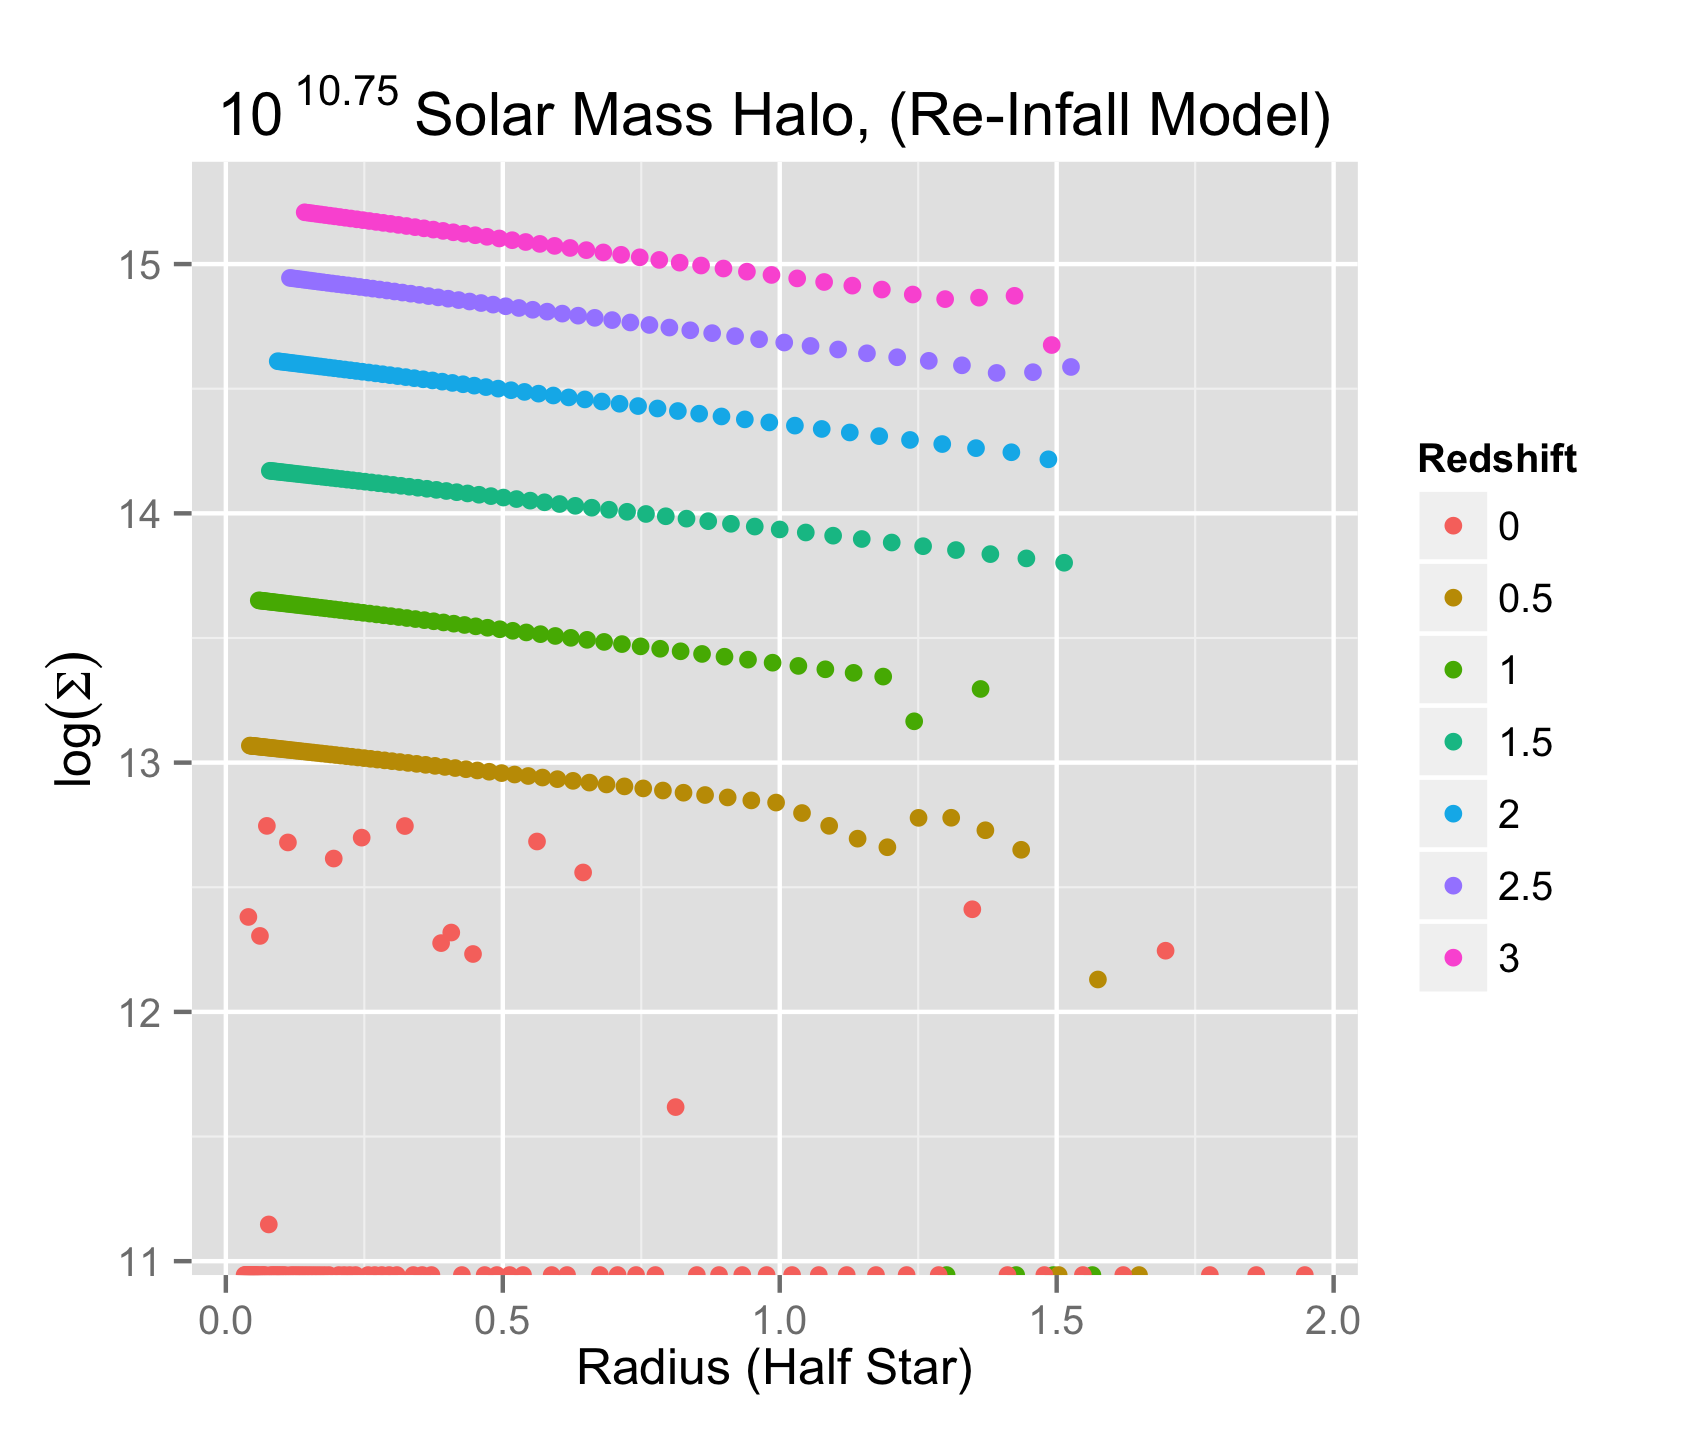 10 10.75 Solar Mass Halo, (Re-Infall Model)
15
14
13
12
11
log(Σ)
0.0 0.5 1.0 1.5 2.0
Radius (Half Star)
Redshift
0
0.5
1
1.5
2
2.5
3